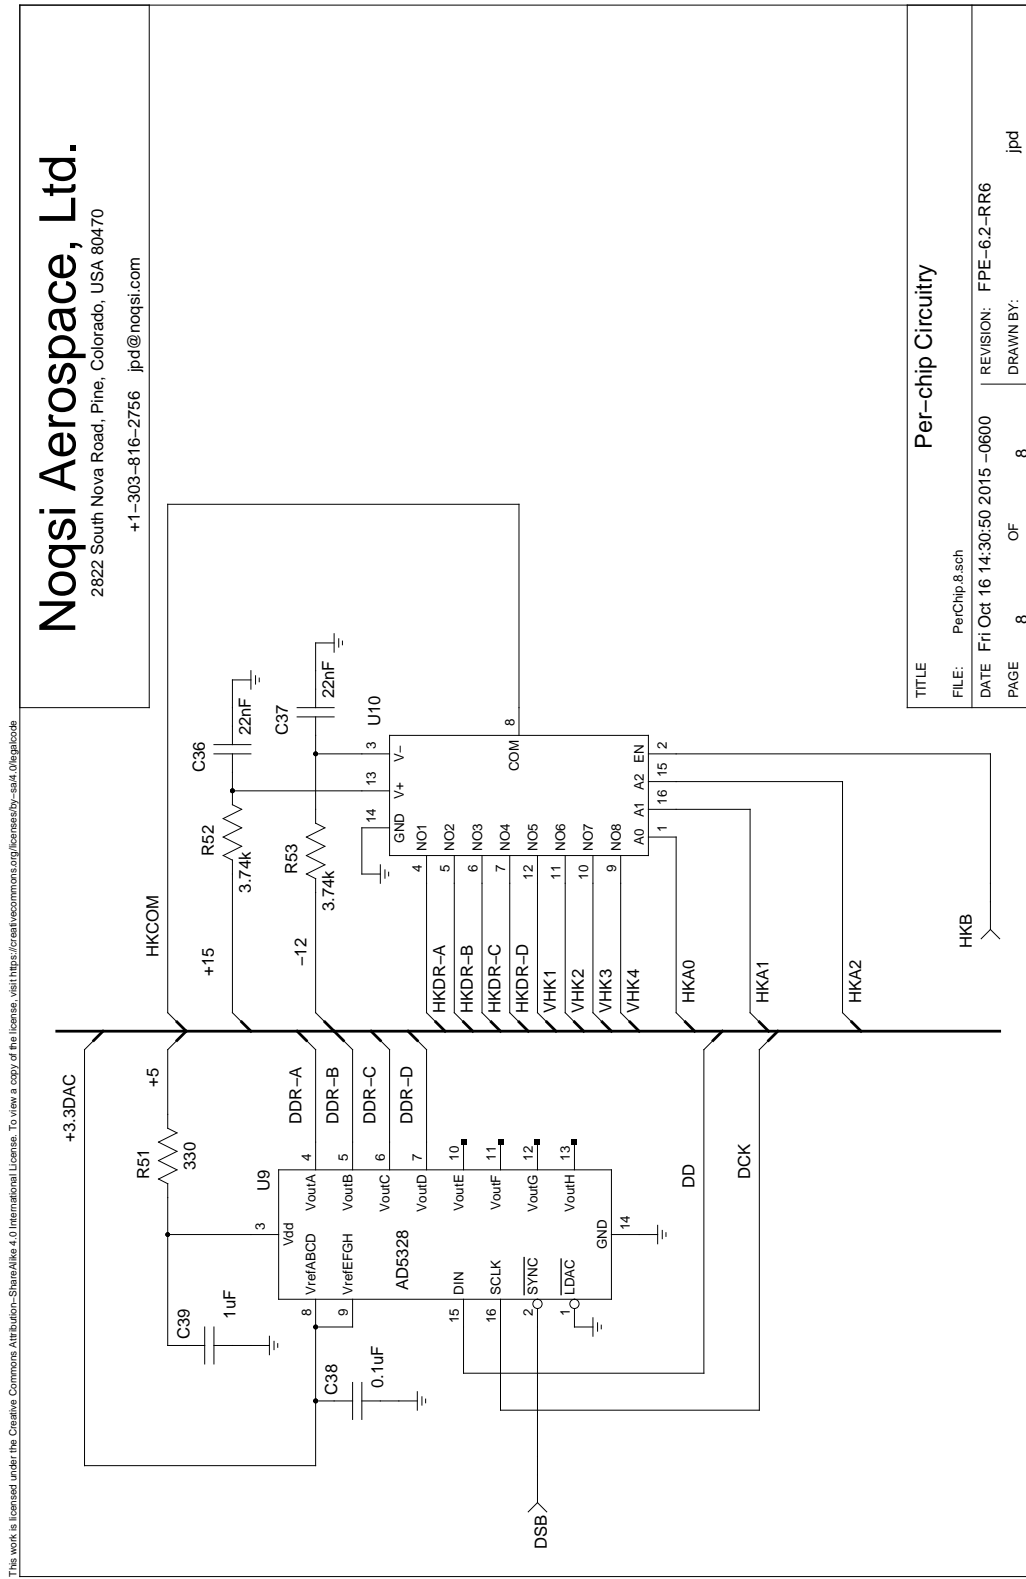 This work is licensed under the Creative Commons Attribution−ShareAlike 4.0 International License. To view a copy of the license, visit https://creativecommons.org/licenses/by−sa/4.0/legalcode
Noqsi Aerospace, Ltd.
2822 South Nova Road, Pine, Colorado, USA 80470
+1−303−816−2756 jpd@noqsi.com
+3.3DAC
+5
R51
330
C39
1uF
C38
0.1uF
U9
AD5328
3
Vdd
8
VrefABCD
9
VrefEFGH
15
DIN
16
SCLK
2
SYNC
1
LDAC
GND
14
VoutA
4
VoutB
5
VoutC
6
VoutD
7
VoutE
10
VoutF
11
VoutG
12
VoutH
13
DDR−A
DDR−B
DDR−C
DDR−D
DD
DCK
DSB
HKCOM
+15
R52
3.74k
C36
22nF
−12
R53
3.74k
C37
22nF
U10
14
GND
13
V+
3
V−
COM
8
4
NO1
5
NO2
6
NO3
7
NO4
12
NO5
11
NO6
10
NO7
9
NO8
A0
1
A1
16
A2
15
EN
2
HKDR−A
HKDR−B
HKDR−C
HKDR−D
VHK1
VHK2
VHK3
VHK4
HKA0
HKA1
HKA2
HKB
TITLE
Per−chip Circuitry
FILE: PerChip.8.sch
REVISION: FPE−6.2−RR6
DATE Fri Oct 16 14:30:50 2015 −0600
PAGE 8 OF 8
DRAWN BY: jpd